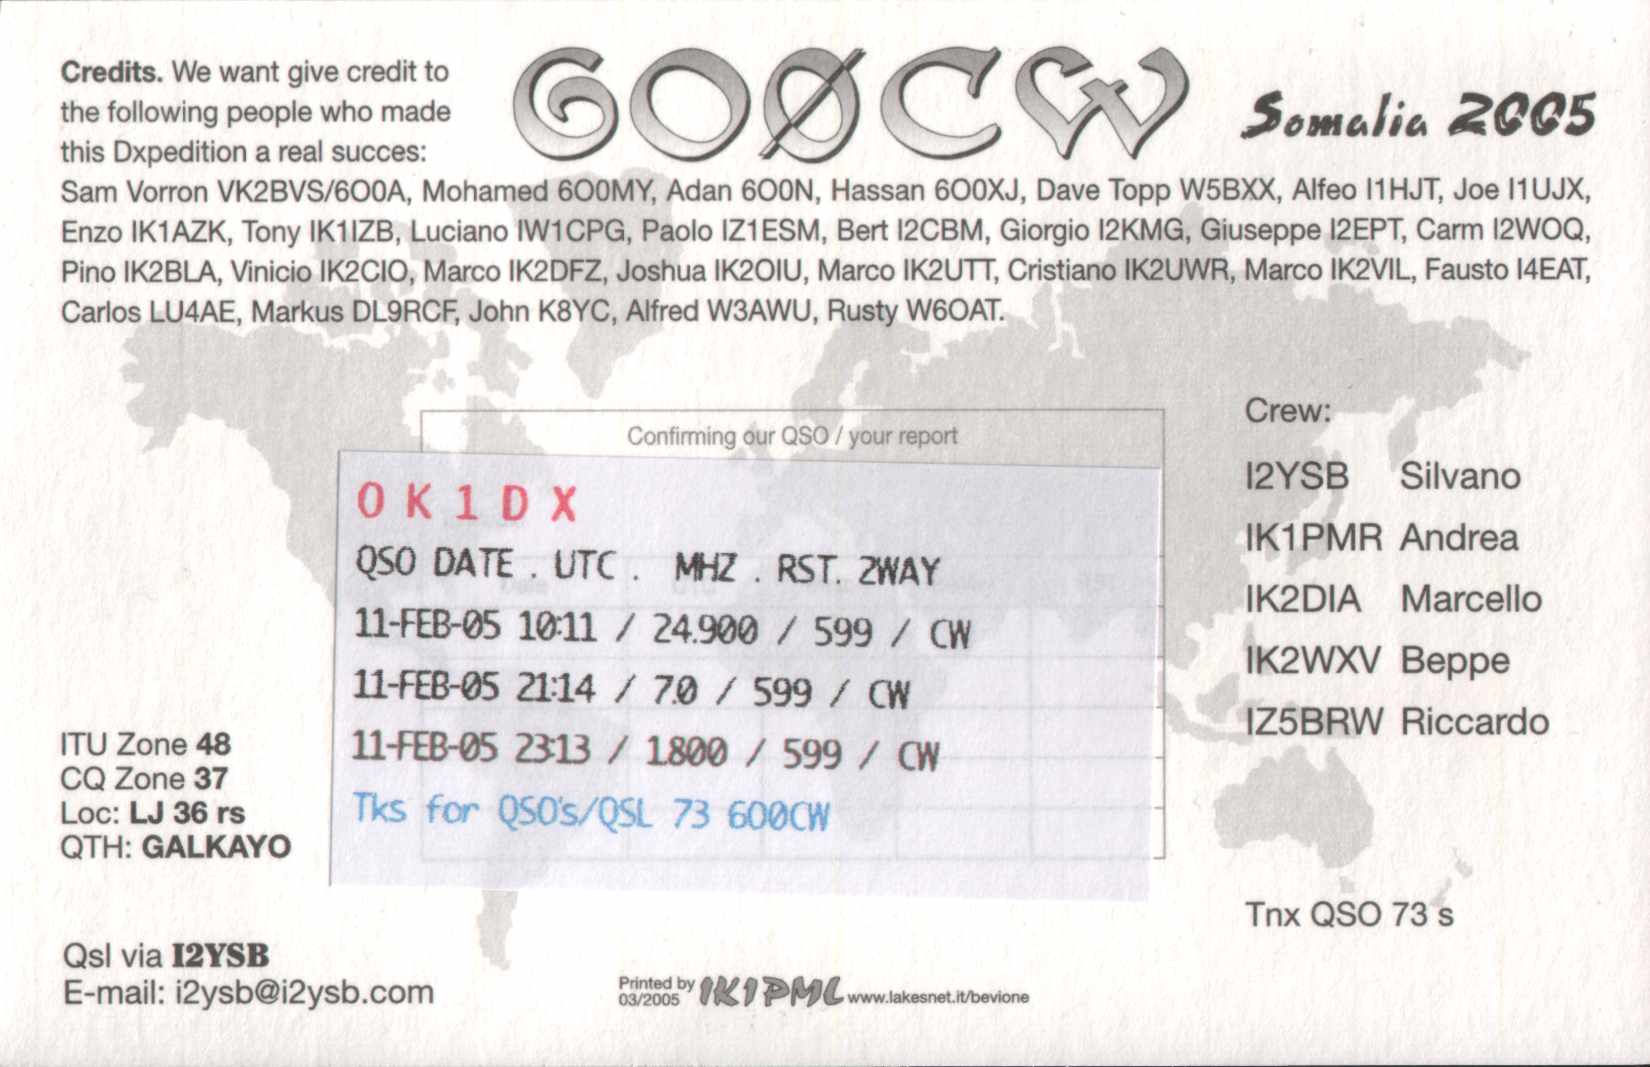 6OØCW
Somalia 2005
Credits. We want give credit to
the following people who made
this Dxpedition a real succes:
Sam Vorron VK2BVS/6O0A, Mohamed 6O0MY, Adan 6O0N, Hassan 6O0XJ, Dave Topp W5BXX, Alfeo I1HJT, Joe I1UJX,
Enzo IK1AZK, Tony IK1IZB, Luciano IW1CPG, Paolo IZ1ESM, Bert I2CBM, Giorgio I2KMG, Giuseppe I2EPT, Carm I2WOQ,
Pino IK2BLA, Vinicio IK2CIO, Marco IK2DFZ, Joshua IK2OIU, Marco IK2UTT, Cristiano IK2UWR, Marco IK2VIL, Fausto I4EAT,
Carlos LU4AE, Markus DL9RCF, John K8YC, Alfred W3AWU, Rusty W6OAT.
Confirming our QSO / your report
OK1DX
QSO DATE . UTC . MHZ . RST. 2WAY
11-FEB-05 10:11 / 24.900 / 599 / CW
11-FEB-05 21:14 / 7.0 / 599 / CW
11-FEB-05 23:13 / 1.800 / 599 / CW
Tks for QSO's/QSL 73 6O0CW
Crew:
I2YSB Silvano
IK1PMR Andrea
IK2DIA Marcello
IK2WXV Beppe
IZ5BRW Riccardo
ITU Zone 48
CQ Zone 37
Loc: LJ 36 rs
QTH: GALKAYO
Tnx QSO 73 s
Qsl via I2YSB
E-mail: i2ysb@i2ysb.com
Printed by
03/2005
IK1PML
www.lakesnet.it/bevione